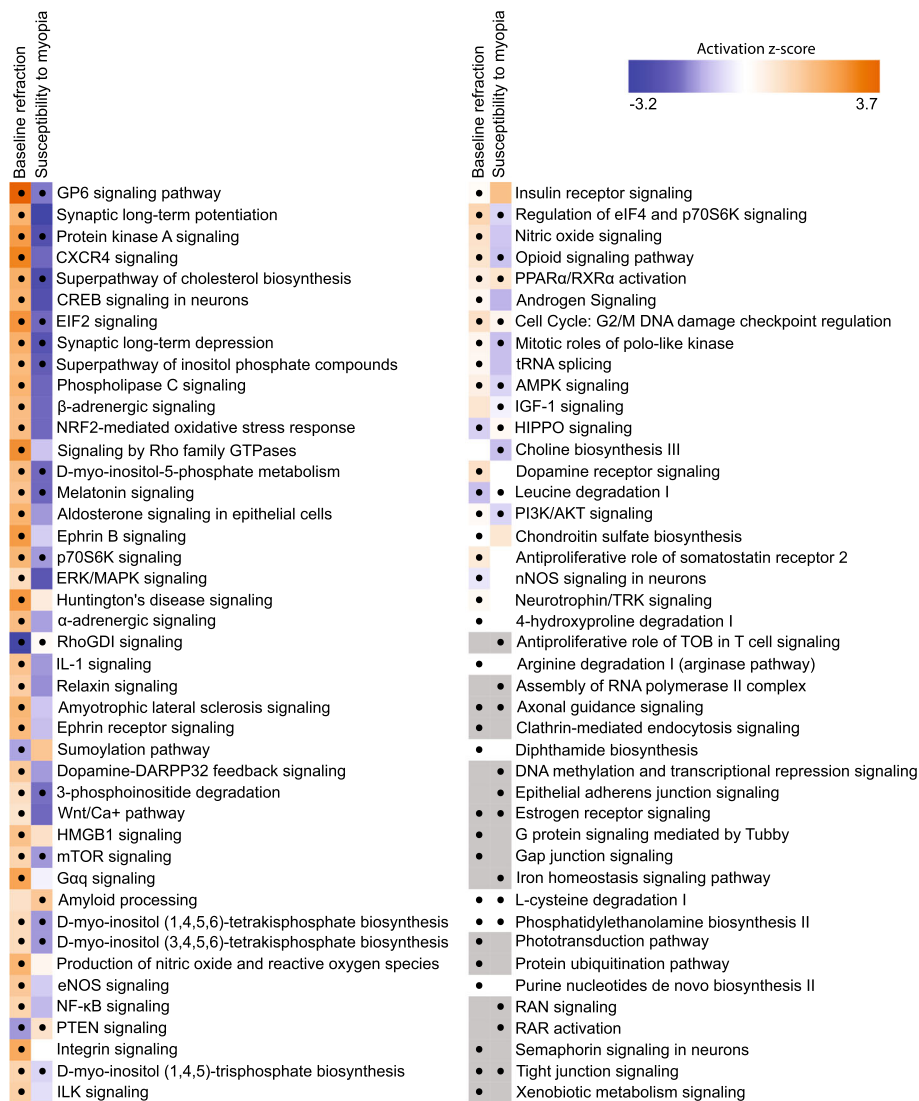 Baseline refraction
Susceptibility to myopia
GP6 signaling pathway
Synaptic long-term potentiation
Protein kinase A signaling
CXCR4 signaling
Superpathway of cholesterol biosynthesis
CREB signaling in neurons
EIF2 signaling
Synaptic long-term depression
Superpathway of inositol phosphate compounds
Phospholipase C signaling
β-adrenergic signaling
NRF2-mediated oxidative stress response
Signaling by Rho family GTPases
D-myo-inositol-5-phosphate metabolism
Melatonin signaling
Aldosterone signaling in epithelial cells
Ephrin B signaling
p70S6K signaling
ERK/MAPK signaling
Huntington's disease signaling
α-adrenergic signaling
RhoGDI signaling
IL-1 signaling
Relaxin signaling
Amyotrophic lateral sclerosis signaling
Ephrin receptor signaling
Sumoylation pathway
Dopamine-DARPP32 feedback signaling
3-phosphoinositide degradation
Wnt/Ca+ pathway
HMGB1 signaling
mTOR signaling
Gαq signaling
Amyloid processing
D-myo-inositol (1,4,5,6)-tetrakisphosphate biosynthesis
D-myo-inositol (3,4,5,6)-tetrakisphosphate biosynthesis
Production of nitric oxide and reactive oxygen species
eNOS signaling
NF-κB signaling
PTEN signaling
Integrin signaling
D-myo-inositol (1,4,5)-trisphosphate biosynthesis
ILK signaling
Baseline refraction
Susceptibility to myopia
Activation z-score
-3.2 3.7
Insulin receptor signaling
Regulation of eIF4 and p70S6K signaling
Nitric oxide signaling
Opioid signaling pathway
PPARα/RXRα activation
Androgen Signaling
Cell Cycle: G2/M DNA damage checkpoint regulation
Mitotic roles of polo-like kinase
tRNA splicing
AMPK signaling
IGF-1 signaling
HIPPO signaling
Choline biosynthesis III
Dopamine receptor signaling
Leucine degradation I
PI3K/AKT signaling
Chondroitin sulfate biosynthesis
Antiproliferative role of somatostatin receptor 2
nNOS signaling in neurons
Neurotrophin/TRK signaling
4-hydroxyproline degradation I
Antiproliferative role of TOB in T cell signaling
Arginine degradation I (arginase pathway)
Assembly of RNA polymerase II complex
Axonal guidance signaling
Clathrin-mediated endocytosis signaling
Diphthamide biosynthesis
DNA methylation and transcriptional repression signaling
Epithelial adherens junction signaling
Estrogen receptor signaling
G protein signaling mediated by Tubby
Gap junction signaling
Iron homeostasis signaling pathway
L-cysteine degradation I
Phosphatidylethanolamine biosynthesis II
Phototransduction pathway
Protein ubiquitination pathway
Purine nucleotides de novo biosynthesis II
RAN signaling
RAR activation
Semaphorin signaling in neurons
Tight junction signaling
Xenobiotic metabolism signaling